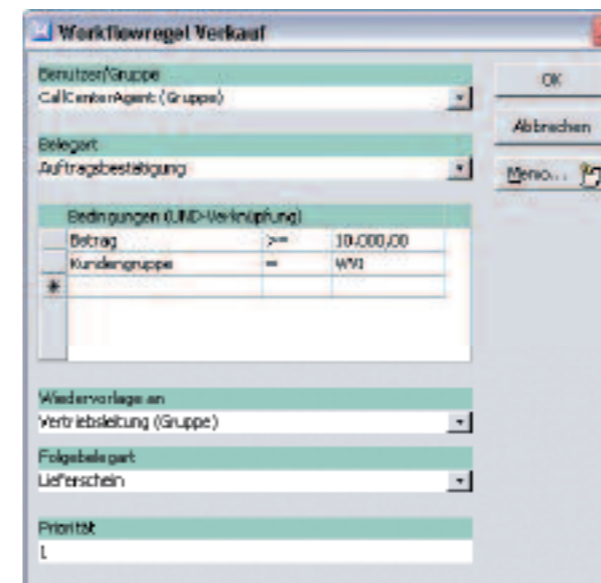 Workflowregel Verkauf
Benutzer/Gruppe
CallCenterAgent (Gruppe)
Belegart
Auftragsbestätigung
Bedingungen (UND-Verknüpfung)
Betrag >= 10.000,00
Kundengruppe =
*
Wiedervorlage an
Vertriebsleitung (Gruppe)
Folgebelegart
Lieferschein
Priorität
1
OK
Abbrechen
Memo...